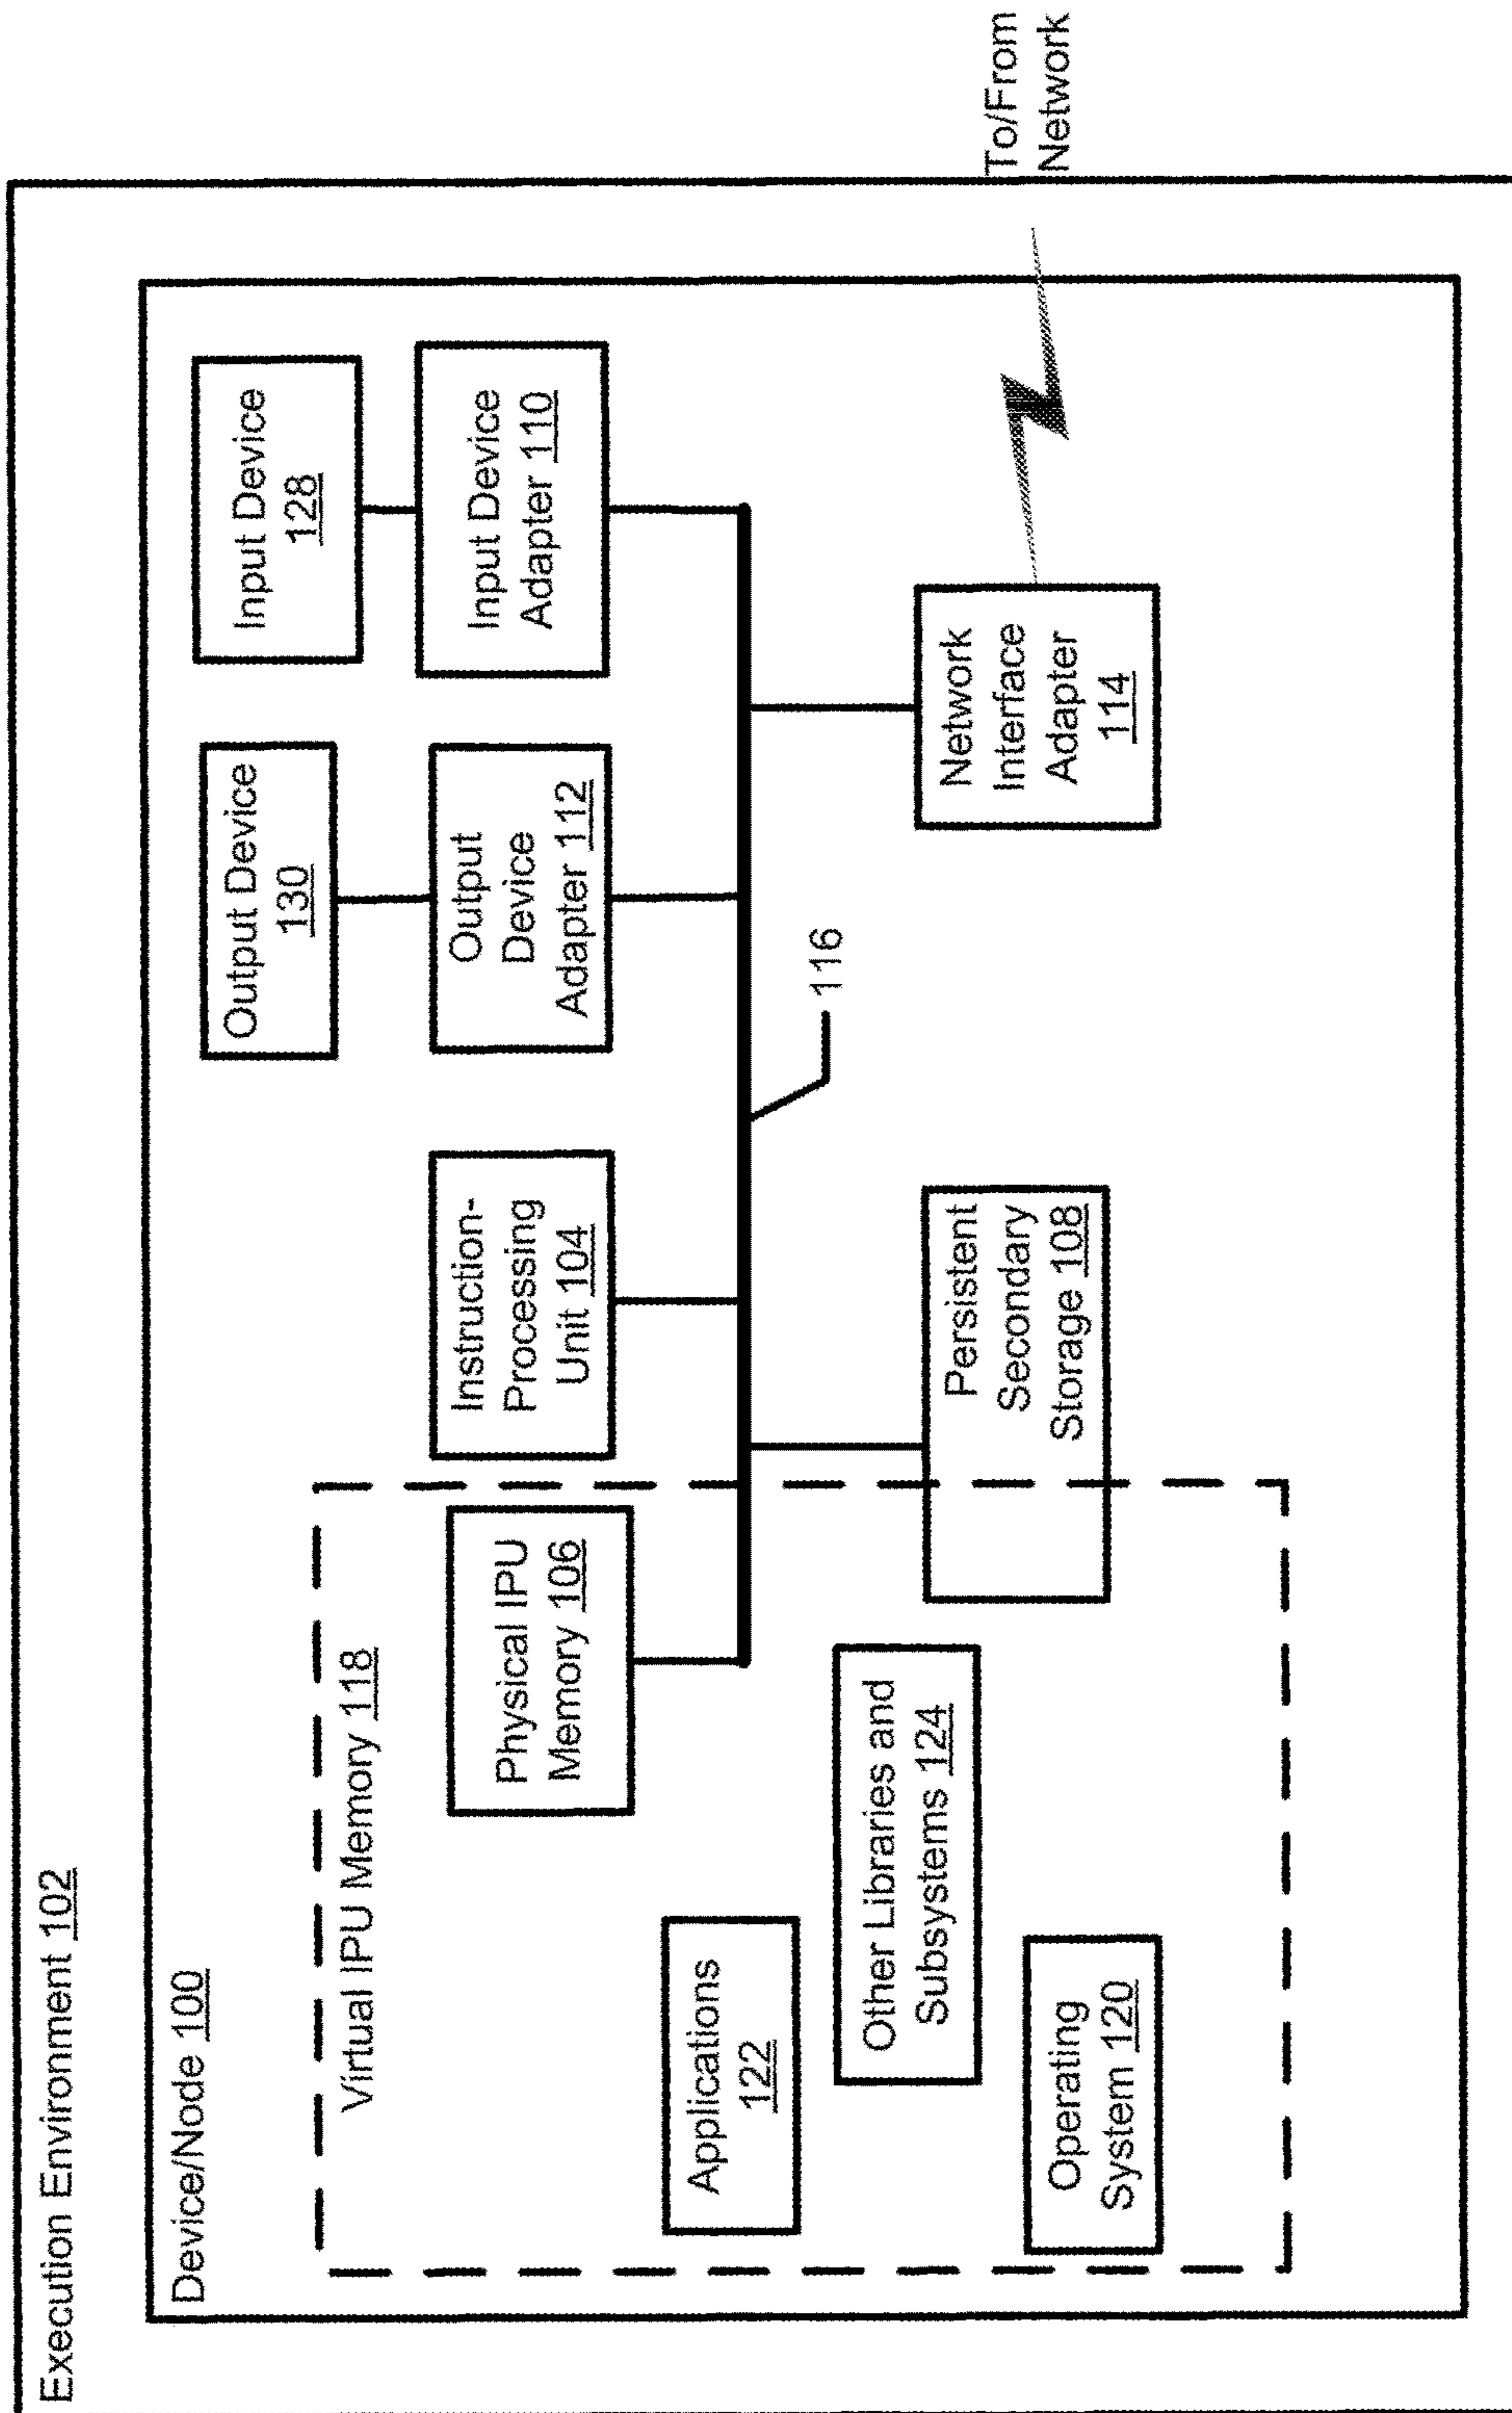 Execution Environment 102
Device/Node 100
Virtual IPU Memory 118
Output Device
130
Input Device
128
Physical IPU
Memory 106
Instruction-
Processing
Unit 104
Output
Device
Adapter 112
Input Device
Adapter 110
Applications
122
116
Other Libraries and
Subsystems 124
Persistent
Secondary
Storage 108
Network
Interface
Adapter
114
To/From
Network
Operating
System 120